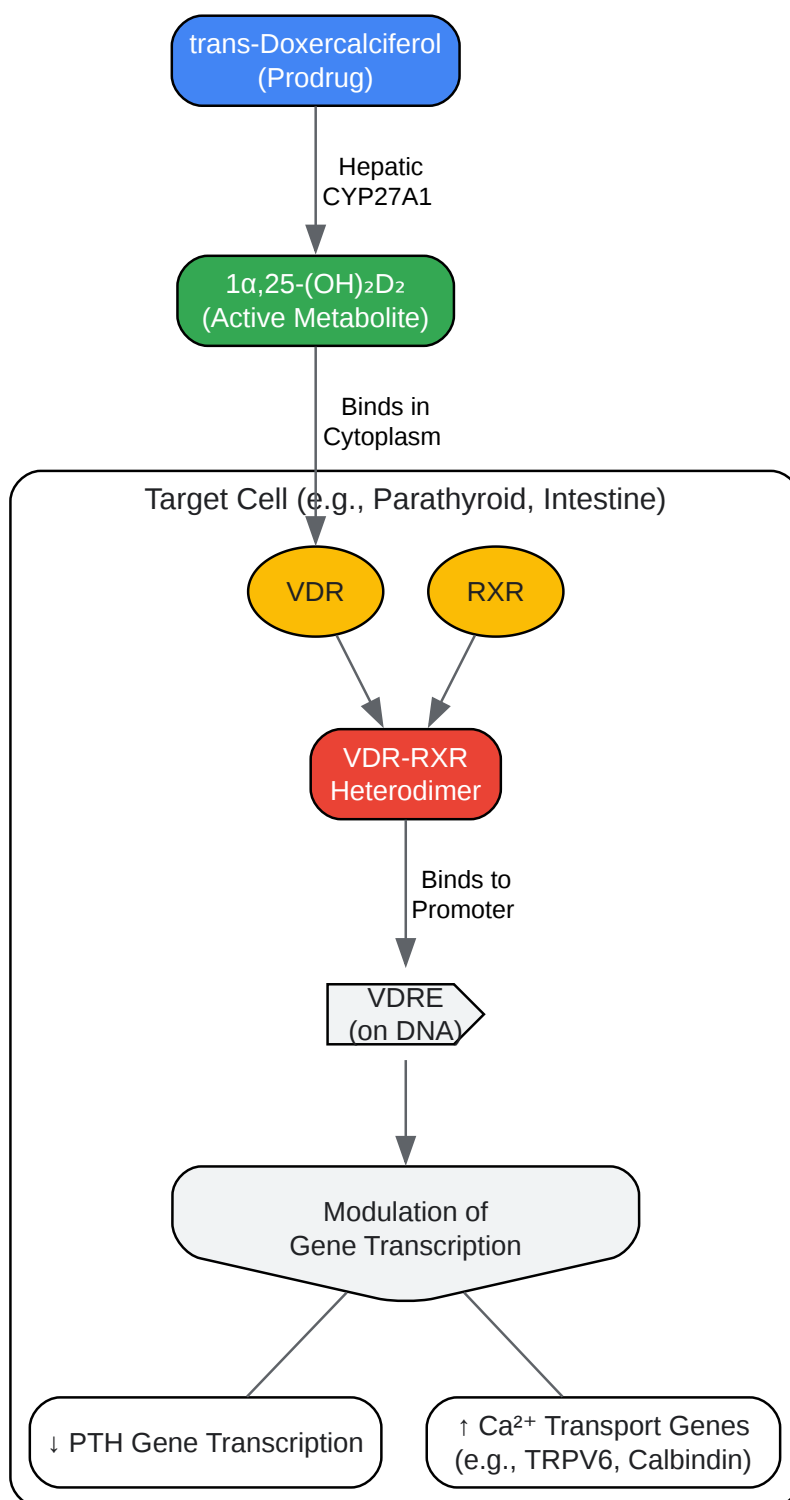 trans-Doxercalciferol
(Prodrug)
Hepatic
CYP27A1
1α,25-(OH)₂D₂
(Active Metabolite)
Binds in
Cytoplasm
Target Cell (e.g., Parathyroid, Intestine)
VDR
RXR
VDR-RXR
Heterodimer
Binds to
Promoter
VDRE
(on DNA)
Modulation of
Gene Transcription
↓ PTH Gene Transcription
↑ Ca²⁺ Transport Genes
(e.g., TRPV6, Calbindin)